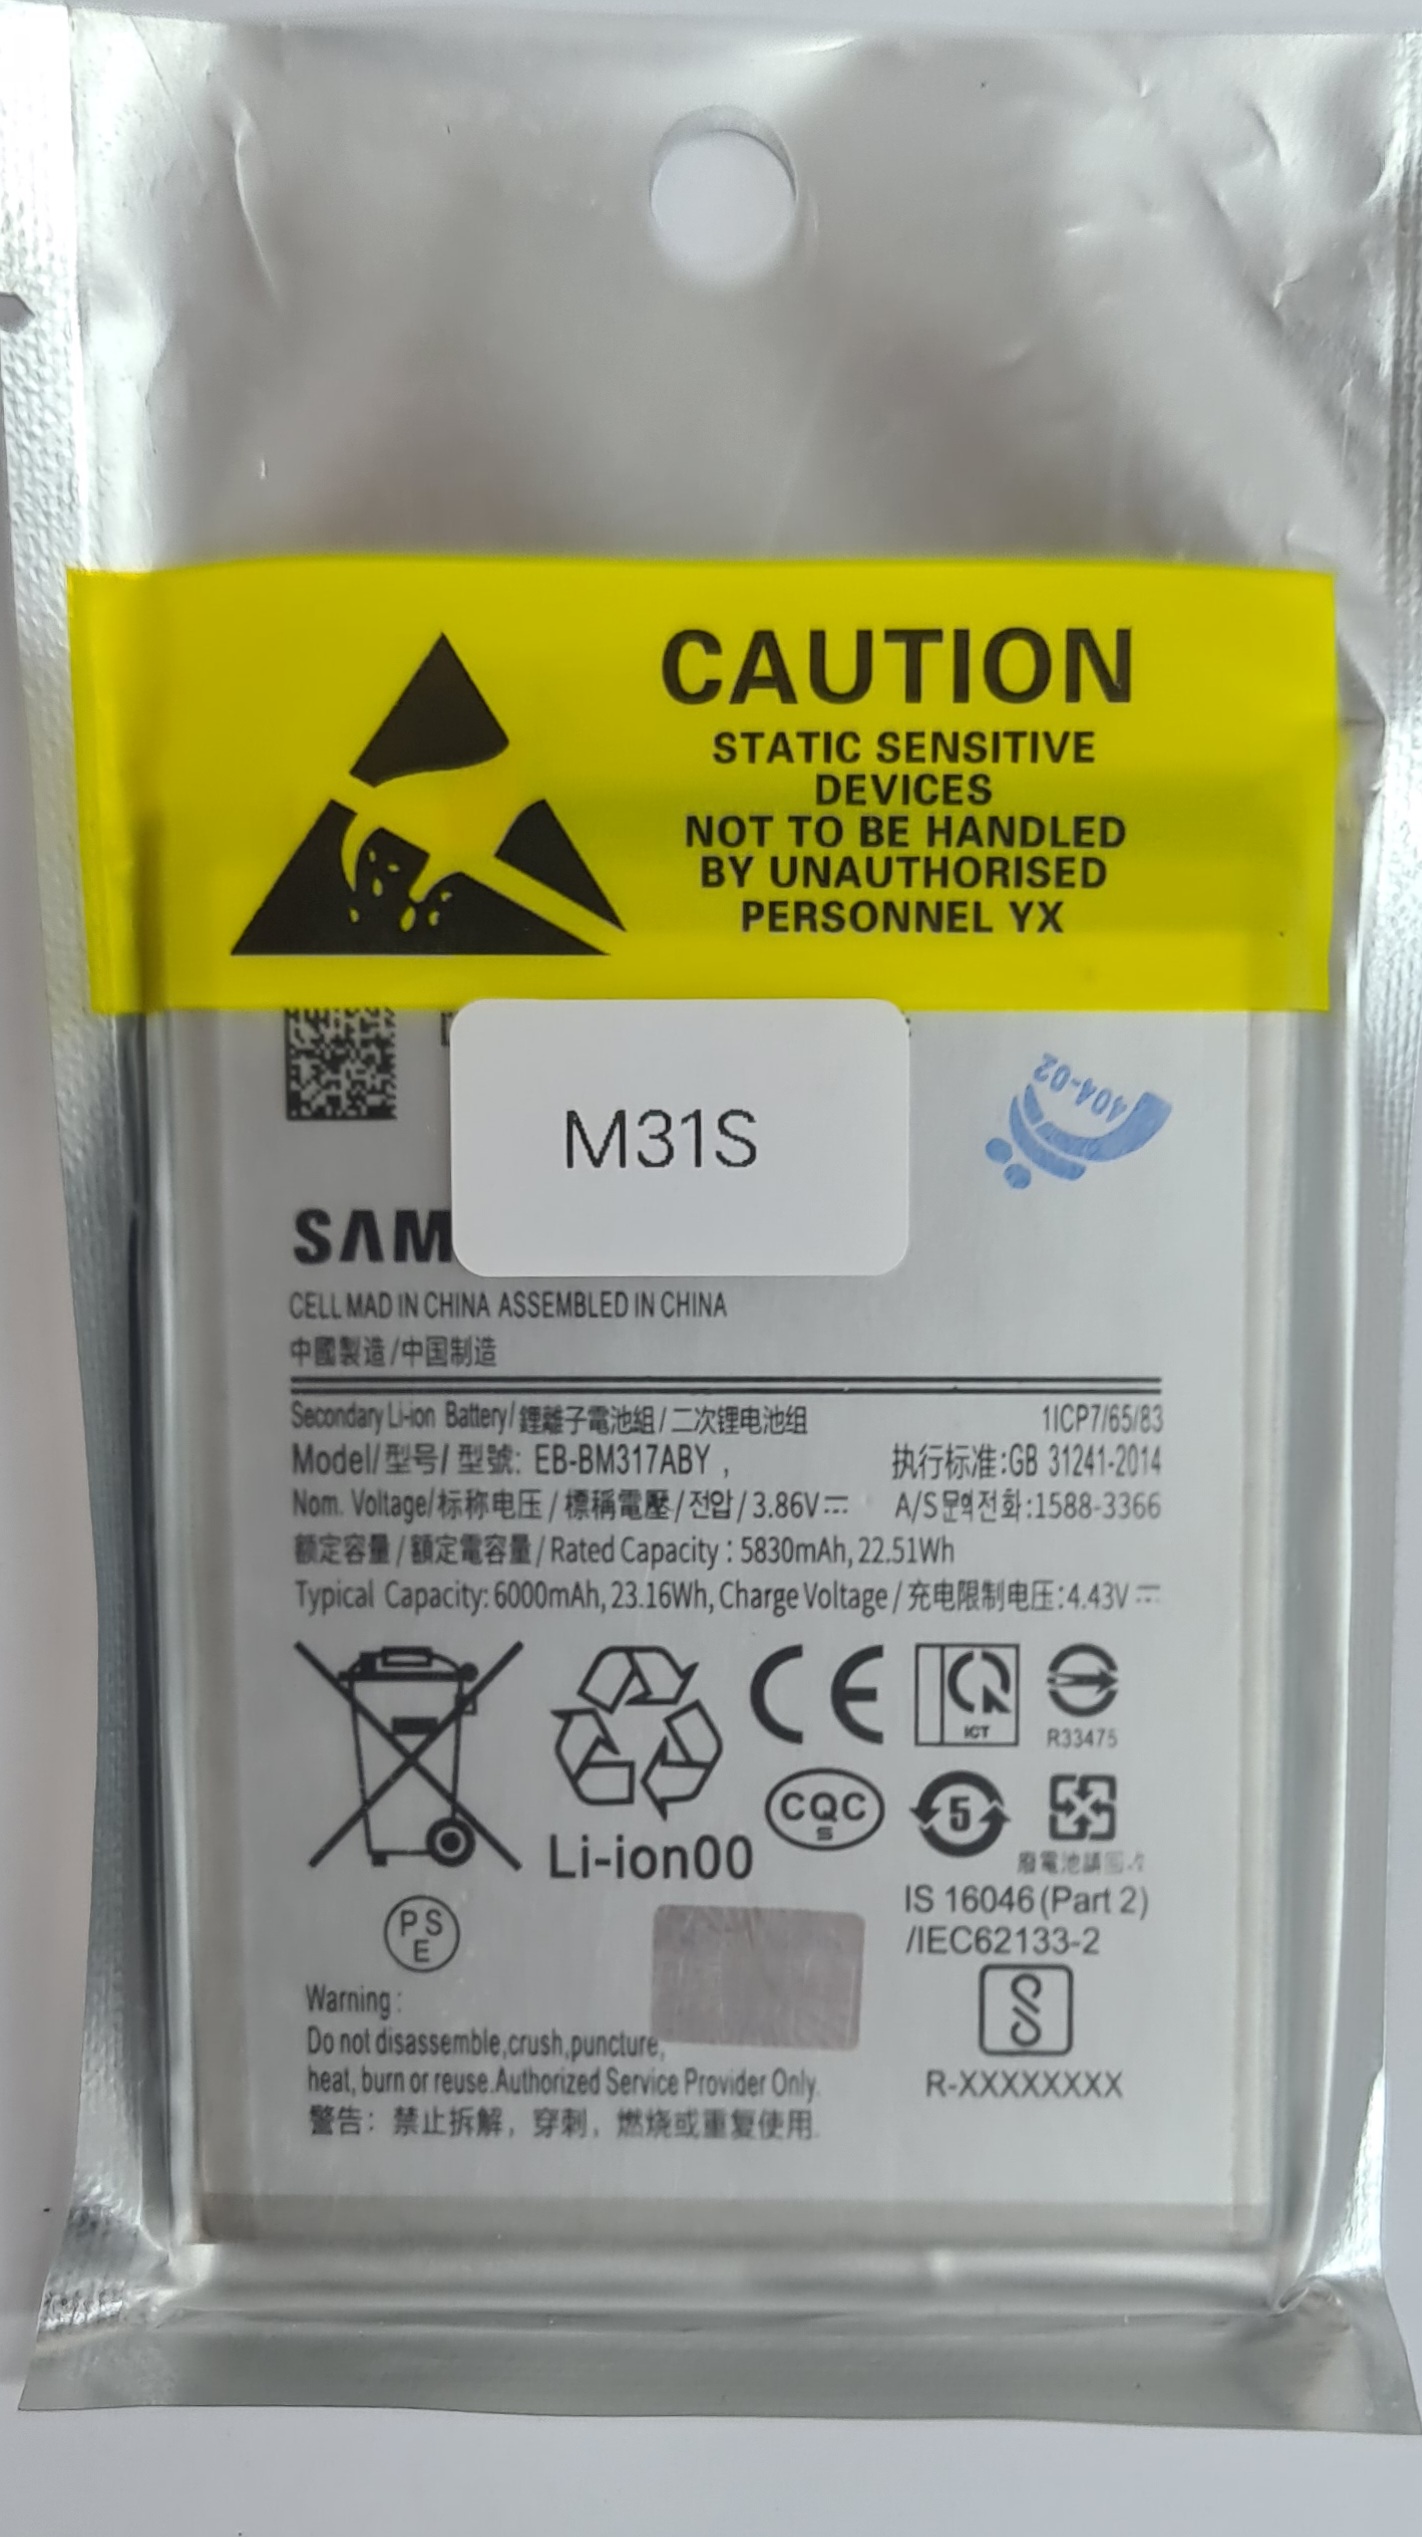 CAUTION
STATIC SENSITIVE
DEVICES
NOT TO BE HANDLED
BY UNAUTHORISED
PERSONNEL YX
404-02
M31S
SAM
CELL MAD IN CHINA ASSEMBLED IN CHINA
中國製造/中国制造
Secondary Li-ion Battery/鋰離子電池組/二次锂电池组 1ICP7/65/83
Model/型号/型號: EB-BM317ABY , 执行标准:GB 31241-2014
Nom. Voltage/标称电压/標稱電壓/전압/3.86V⎓ A/S문의전화:1588-3366
额定容量/額定電容量/Rated Capacity : 5830mAh, 22.51Wh
Typical Capacity: 6000mAh, 23.16Wh, Charge Voltage/充电限制电压:4.43V⎓
CE
ICT
R33475
CQC
S
5
Li-ion00
廢電池請回收
IS 16046 (Part 2)
/IEC62133-2
PS
E
Warning :
Do not disassemble,crush,puncture,
heat, burn or reuse.Authorized Service Provider Only.
R-XXXXXXXX
警告：禁止拆解，穿刺，燃烧或重复使用.